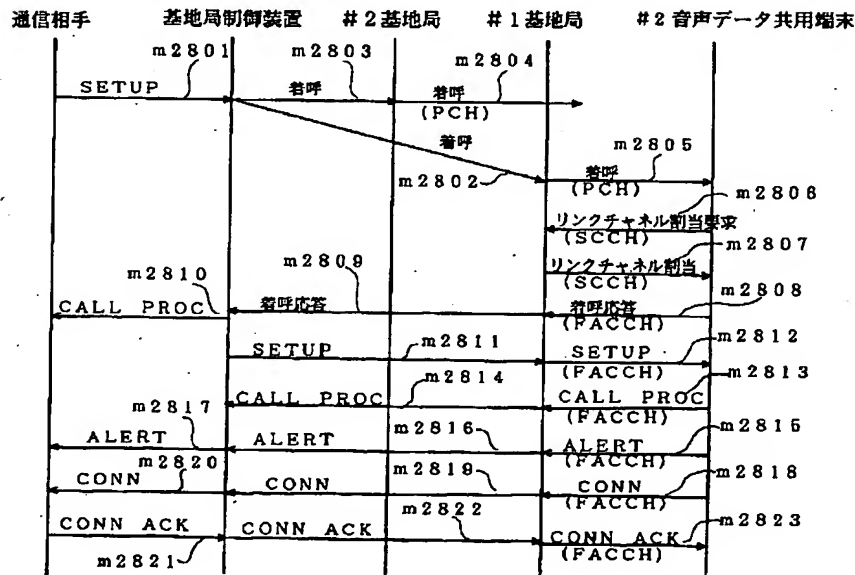 通信相手 基地局制御装置 #2基地局 #1基地局 #2音声データ共用端末
m2801 m2803 m2804
SETUP 着呼 着呼
(PCH)
着呼 m2805
m2802 着呼
(PCH)
m2806
リンクチャネル割当要求
(SCCH) m2807
m2809 リンクチャネル割当
m2810 (SCCH) m2808
CALL PROC 着呼応答 着呼応答
(FACCH)
SETUP m2811 SETUP m2812
(FACCH) m2813
m2814
CALL PROC CALL PROC
m2817 (FACCH)
ALERT ALERT m2816 ALERT m2815
m2820 (FACCH)
CONN CONN m2819 CONN m2818
(FACCH)
CONN ACK CONN ACK m2822 CONN ACK m2823
m2821 (FACCH)